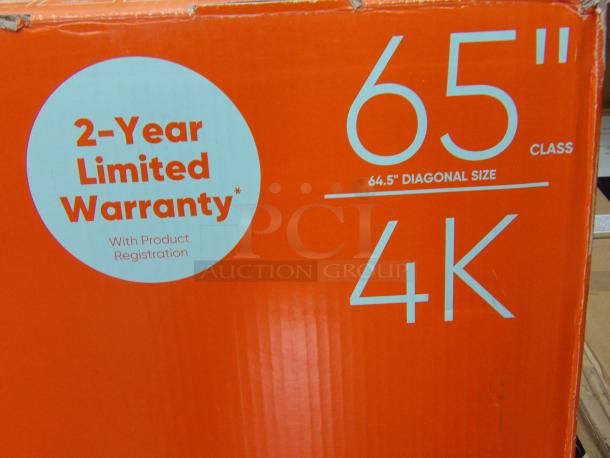 2-Year
Limited
Warranty*
With Product
Registration
65"
CLASS
64.5" DIAGONAL SIZE
4K
PCI
AUCTION GROUP